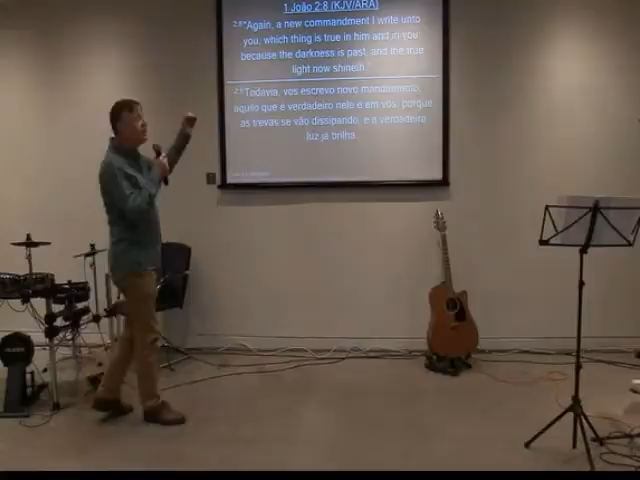 1 João 2:8 (KJV/ARA)
2:8"Again, a new commandment I write unto
you, which thing is true in him and in you:
because the darkness is past, and the true
light now shineth."
2:8Todavia, vos escrevo novo mandamento,
aquilo que é verdadeiro nele e em vós, porque
as trevas se vão dissipando, e a verdadeira
luz já brilha.